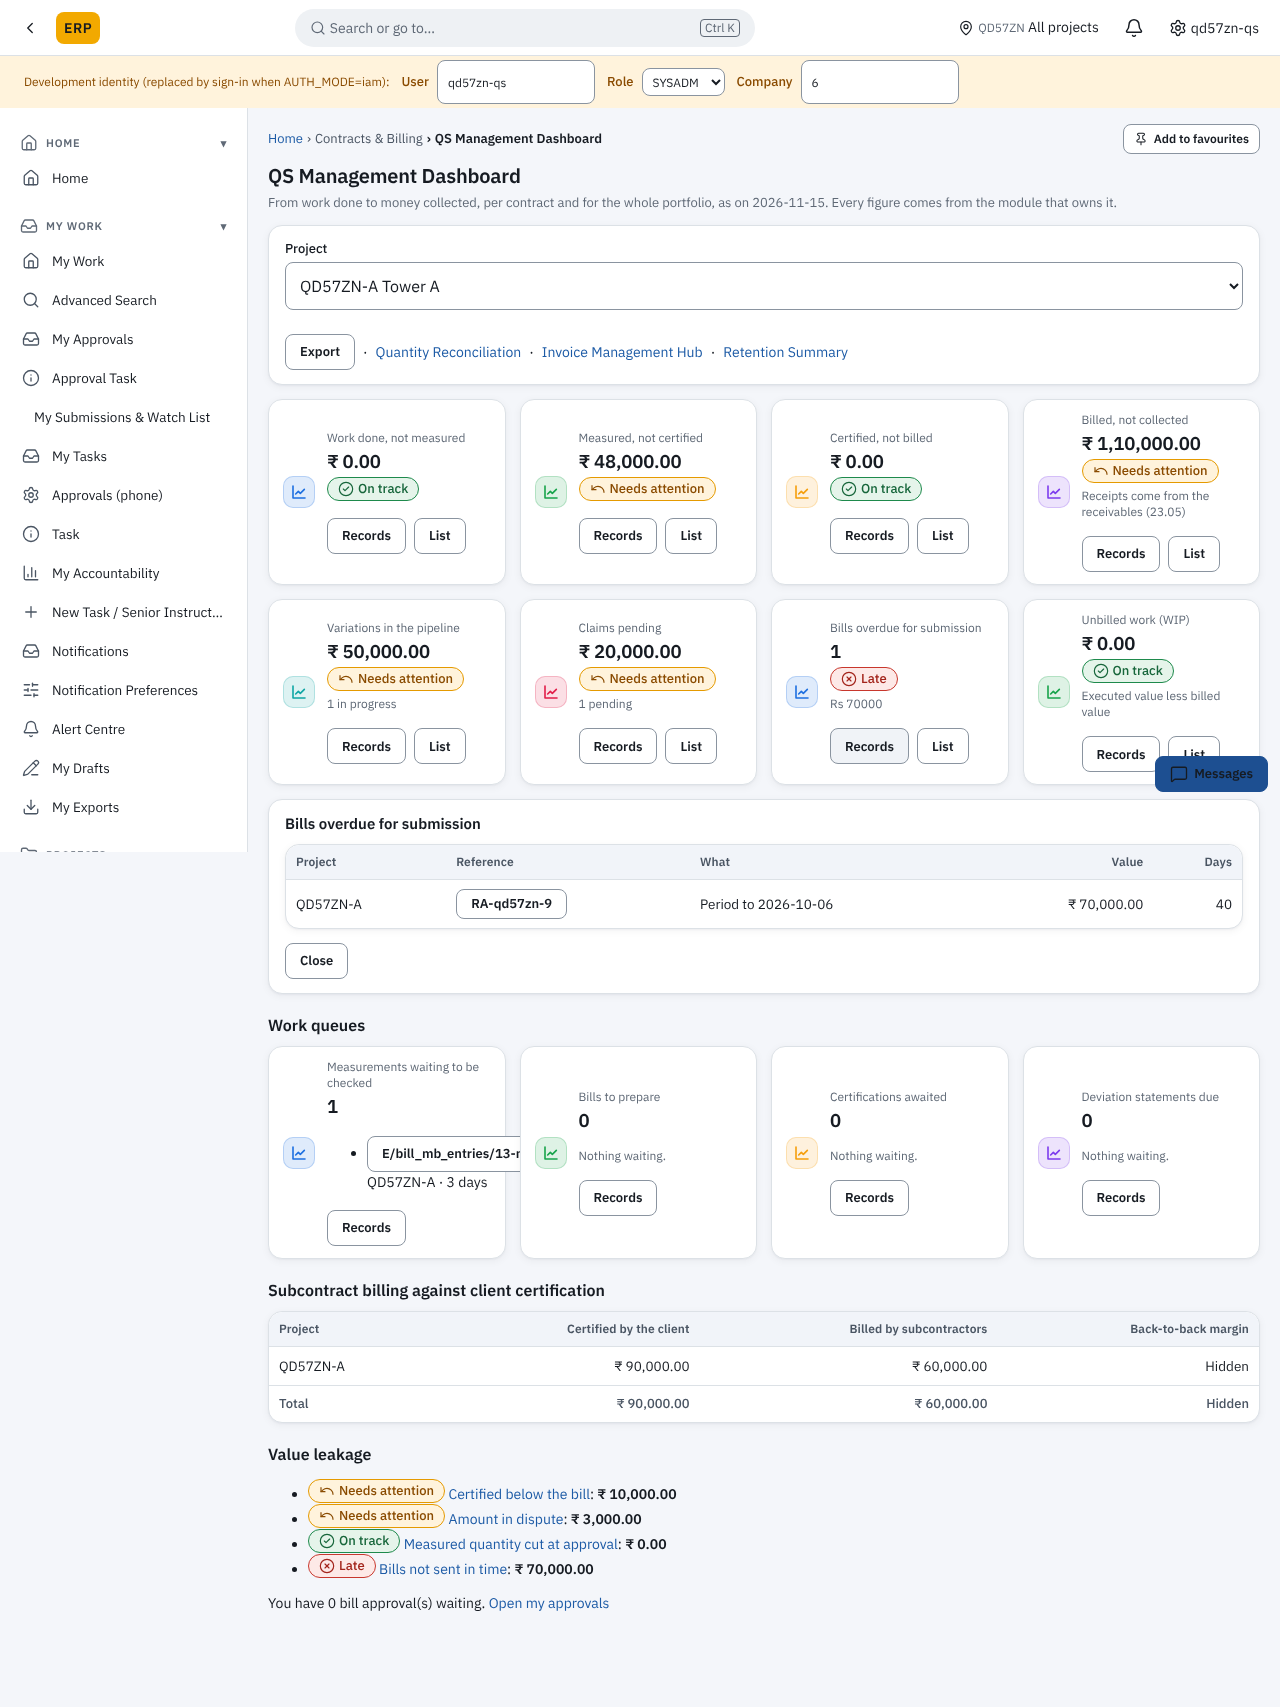 ERP
Search or go to... Ctrl K
QD57ZN All projects
qd57zn-qs
Development identity (replaced by sign-in when AUTH_MODE=iam): User qd57zn-qs Role SYSADM Company 6
HOME
Home
MY WORK
My Work
Advanced Search
My Approvals
Approval Task
My Submissions & Watch List
My Tasks
Approvals (phone)
Task
My Accountability
New Task / Senior Instruct...
Notifications
Notification Preferences
Alert Centre
My Drafts
My Exports
Home › Contracts & Billing › QS Management Dashboard
Add to favourites
QS Management Dashboard
From work done to money collected, per contract and for the whole portfolio, as on 2026-11-15. Every figure comes from the module that owns it.
Project
QD57ZN-A Tower A
Export · Quantity Reconciliation · Invoice Management Hub · Retention Summary
Work done, not measured
₹ 0.00
On track
Records List
Measured, not certified
₹ 48,000.00
Needs attention
Records List
Certified, not billed
₹ 0.00
On track
Records List
Billed, not collected
₹ 1,10,000.00
Needs attention
Receipts come from the
receivables (23.05)
Records List
Variations in the pipeline
₹ 50,000.00
Needs attention
1 in progress
Records List
Claims pending
₹ 20,000.00
Needs attention
1 pending
Records List
Bills overdue for submission
1
Late
Rs 70000
Records List
Unbilled work (WIP)
₹ 0.00
On track
Executed value less billed
value
Records List
Messages
Bills overdue for submission
Project Reference What Value Days
QD57ZN-A RA-qd57zn-9 Period to 2026-10-06 ₹ 70,000.00 40
Close
Work queues
Measurements waiting to be
checked
1
E/bill_mb_entries/13-
QD57ZN-A · 3 days
Records
Bills to prepare
0
Nothing waiting.
Records
Certifications awaited
0
Nothing waiting.
Records
Deviation statements due
0
Nothing waiting.
Records
Subcontract billing against client certification
Project Certified by the client Billed by subcontractors Back-to-back margin
QD57ZN-A ₹ 90,000.00 ₹ 60,000.00 Hidden
Total ₹ 90,000.00 ₹ 60,000.00 Hidden
Value leakage
Needs attention Certified below the bill: ₹ 10,000.00
Needs attention Amount in dispute: ₹ 3,000.00
On track Measured quantity cut at approval: ₹ 0.00
Late Bills not sent in time: ₹ 70,000.00
You have 0 bill approval(s) waiting. Open my approvals